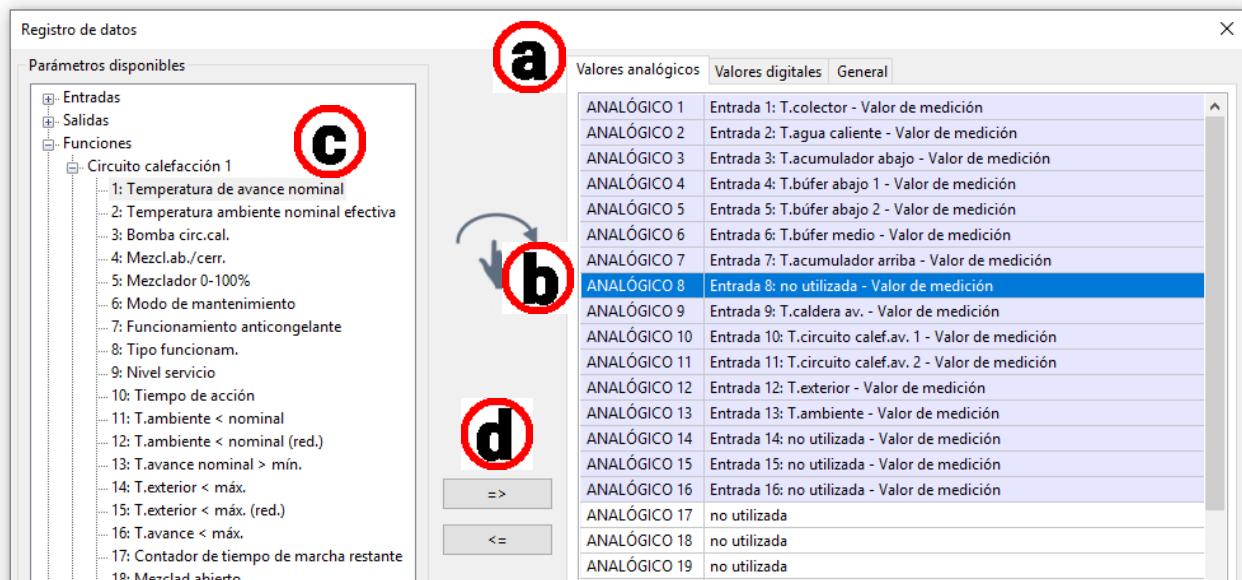 Registro de datos
a
Parámetros disponibles
Entradas
Salidas
Funciones
c
Circuito calefacción 1
1: Temperatura de avance nominal
2: Temperatura ambiente nominal efectiva
3: Bomba circ.cal.
4: Mezcl.ab./cerr.
5: Mezclador 0-100%
6: Modo de mantenimiento
7: Funcionamiento anticongelante
8: Tipo funcionam.
9: Nivel servicio
10: Tiempo de acción
11: T.ambiente < nominal
12: T.ambiente < nominal (red.)
13: T.avance nominal > mín.
14: T.exterior < máx.
15: T.exterior < máx. (red.)
16: T.avance < máx.
17: Contador de tiempo de marcha restante
18: Mezclad.abierto
b
d
=>
<=
Valores analógicos Valores digitales General
ANALÓGICO 1 Entrada 1: T.colector - Valor de medición
ANALÓGICO 2 Entrada 2: T.agua caliente - Valor de medición
ANALÓGICO 3 Entrada 3: T.acumulador abajo - Valor de medición
ANALÓGICO 4 Entrada 4: T.búfer abajo 1 - Valor de medición
ANALÓGICO 5 Entrada 5: T.búfer abajo 2 - Valor de medición
ANALÓGICO 6 Entrada 6: T.búfer medio - Valor de medición
ANALÓGICO 7 Entrada 7: T.acumulador arriba - Valor de medición
ANALÓGICO 8 Entrada 8: no utilizada - Valor de medición
ANALÓGICO 9 Entrada 9: T.caldera av. - Valor de medición
ANALÓGICO 10 Entrada 10: T.circuito calef.av. 1 - Valor de medición
ANALÓGICO 11 Entrada 11: T.circuito calef.av. 2 - Valor de medición
ANALÓGICO 12 Entrada 12: T.exterior - Valor de medición
ANALÓGICO 13 Entrada 13: T.ambiente - Valor de medición
ANALÓGICO 14 Entrada 14: no utilizada - Valor de medición
ANALÓGICO 15 Entrada 15: no utilizada - Valor de medición
ANALÓGICO 16 Entrada 16: no utilizada - Valor de medición
ANALÓGICO 17 no utilizada
ANALÓGICO 18 no utilizada
ANALÓGICO 19 no utilizada